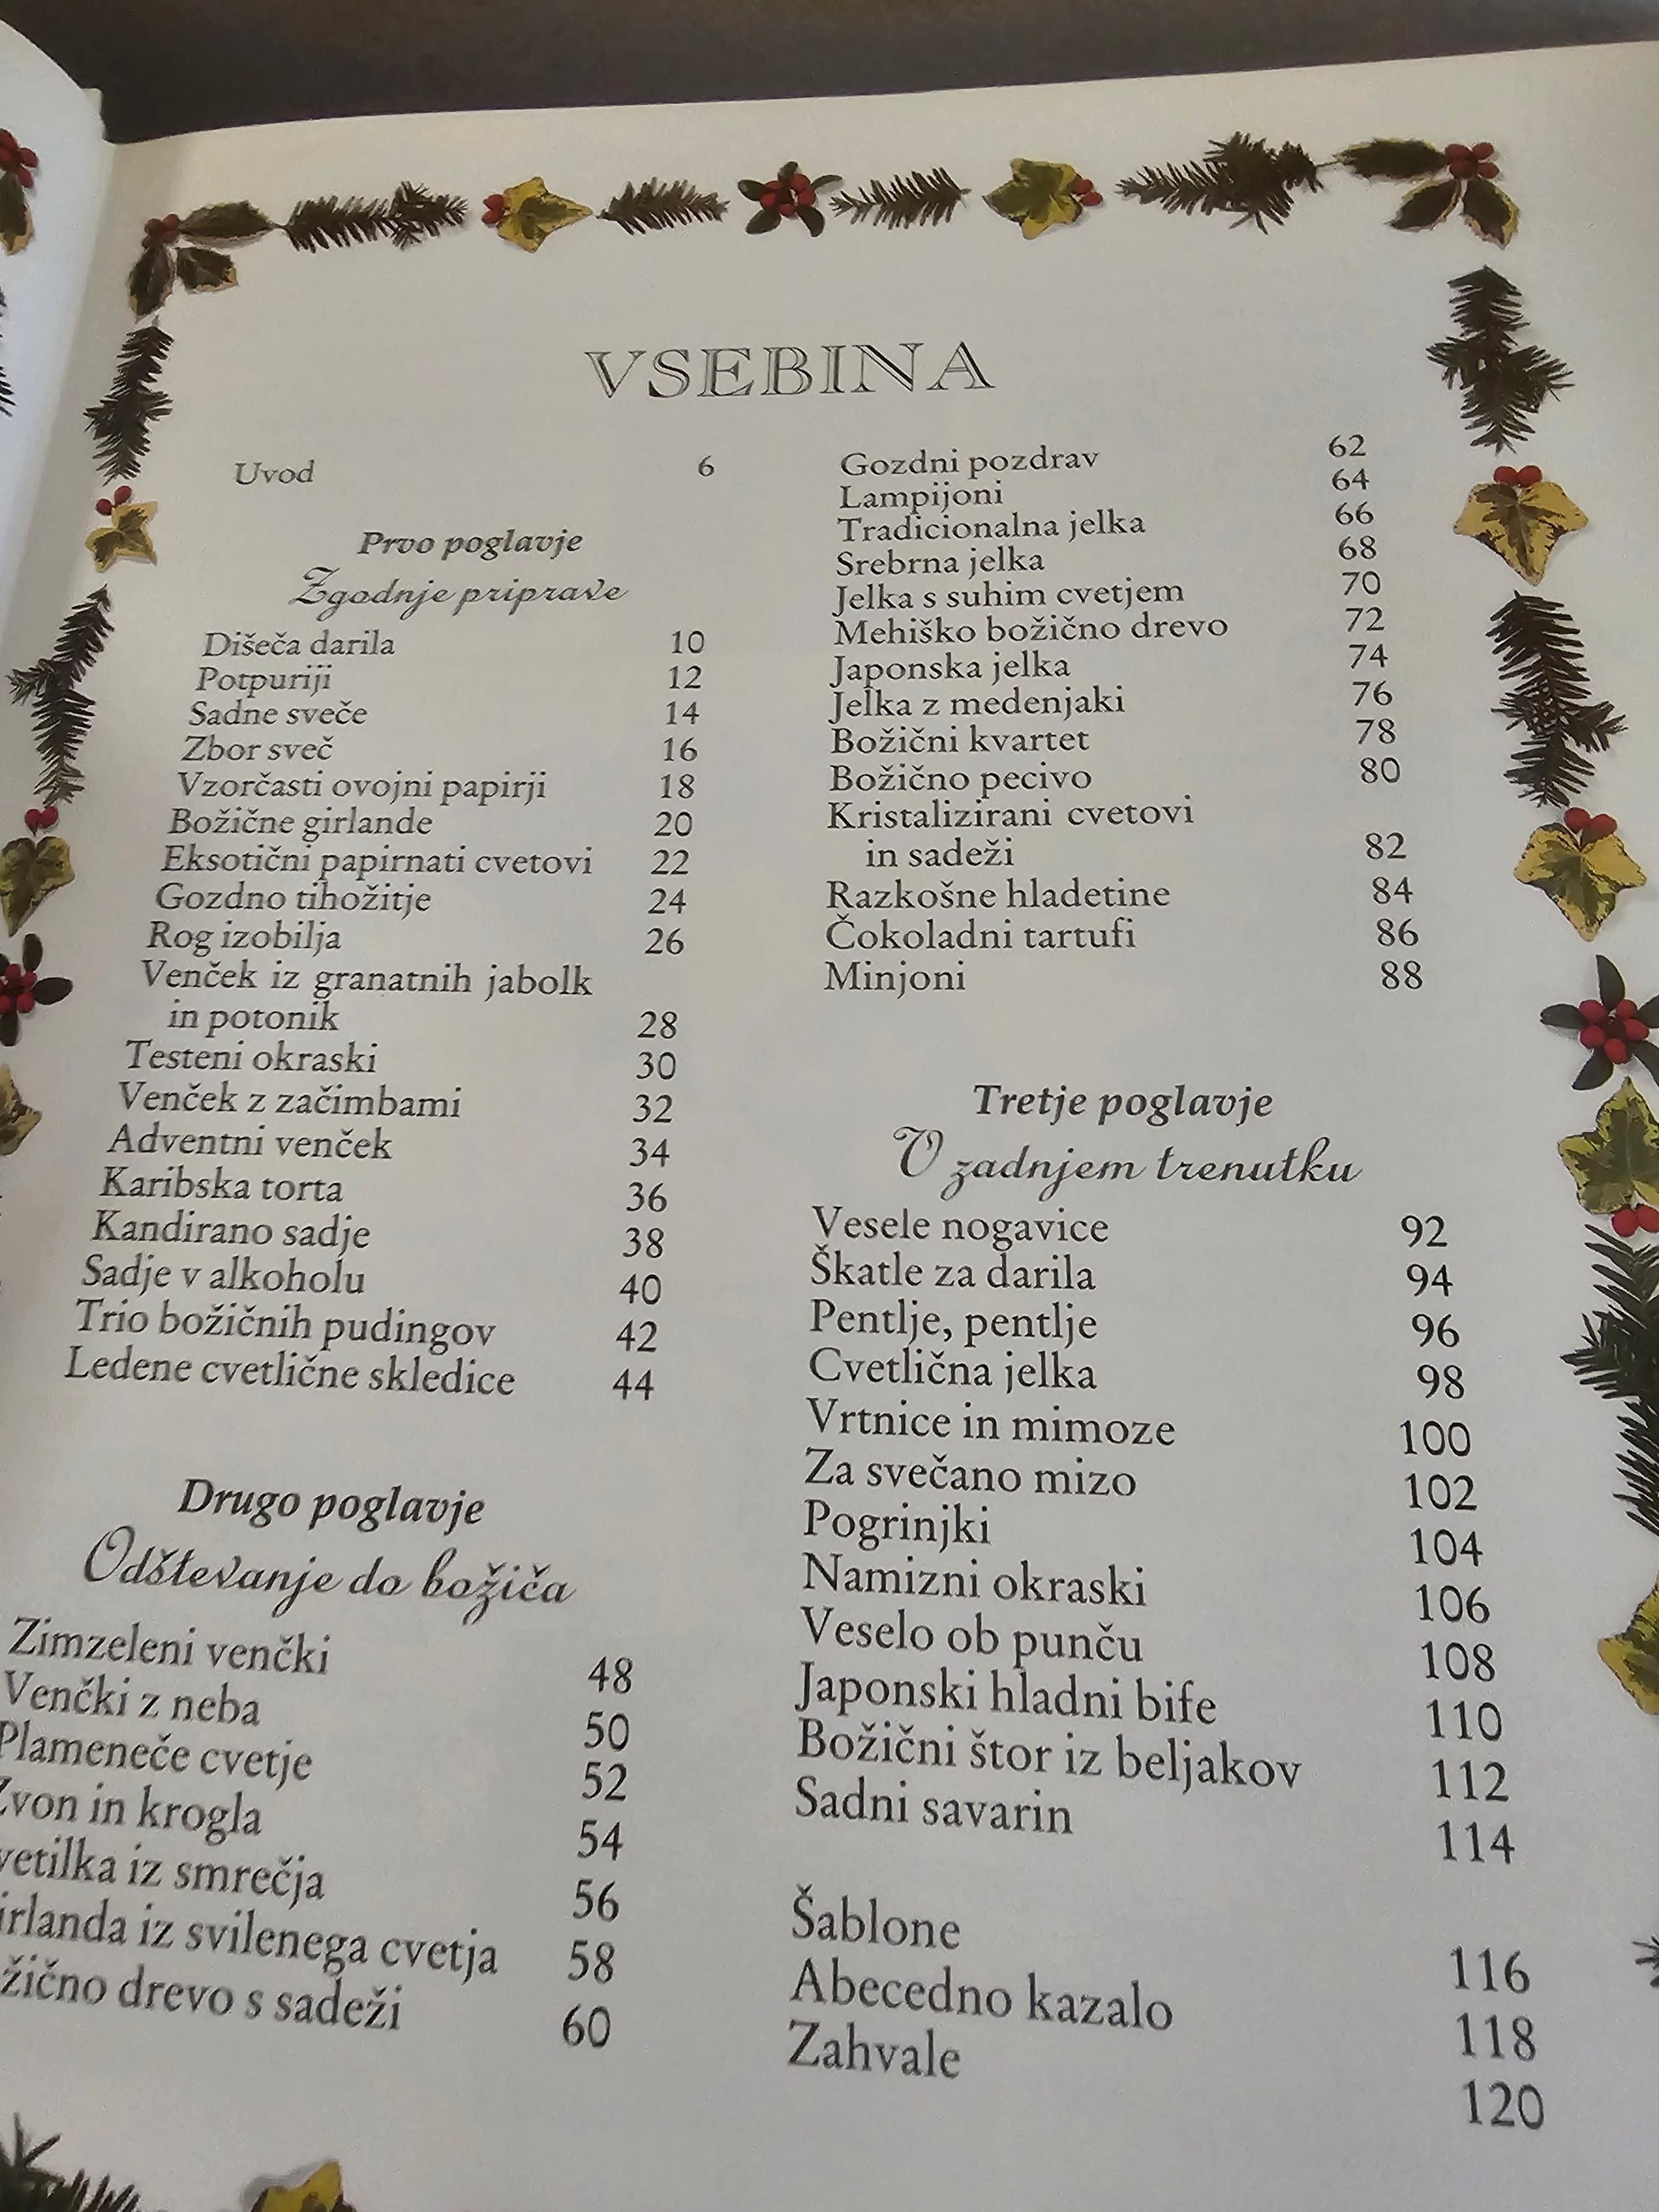 VSEBINA
Uvod 6
Prvo poglavje
Zgodnje priprave
Dišeča darila 10
Potpuriji 12
Sadne sveče 14
Zbor sveč 16
Vzorčasti ovojni papirji 18
Božične girlande 20
Eksotični papirnati cvetovi 22
Gozdno tihožitje 24
Rog izobilja 26
Venček iz granatnih jabolk
in potonik 28
Testeni okraski 30
Venček z začimbami 32
Adventni venček 34
Karibska torta 36
Kandirano sadje 38
Sadje v alkoholu 40
Trio božičnih pudingov 42
Ledene cvetlične skledice 44
Drugo poglavje
Odštevanje do božiča
Zimzeleni venčki 48
Venčki z neba 50
Plameneče cvetje 52
in krogla 54
iz smrečja 56
iz svilenega cvetja 58
drevo s sadeži 60
Gozdni pozdrav 62
Lampijoni 64
Tradicionalna jelka 66
Srebrna jelka 68
Jelka s suhim cvetjem 70
Mehiško božično drevo 72
Japonska jelka 74
Jelka z medenjaki 76
Božični kvartet 78
Božično pecivo 80
Kristalizirani cvetovi
in sadeži 82
Razkošne hladetine 84
Čokoladni tartufi 86
Minjoni 88
Tretje poglavje
V zadnjem trenutku
Vesele nogavice 92
Škatle za darila 94
Pentlje, pentlje 96
Cvetlična jelka 98
Vrtnice in mimoze 100
Za svečano mizo 102
Pogrinjki 104
Namizni okraski 106
Veselo ob punču 108
Japonski hladni bife 110
Božični štor iz beljakov 112
Sadni savarin 114
Šablone 116
Abecedno kazalo 118
Zahvale 120